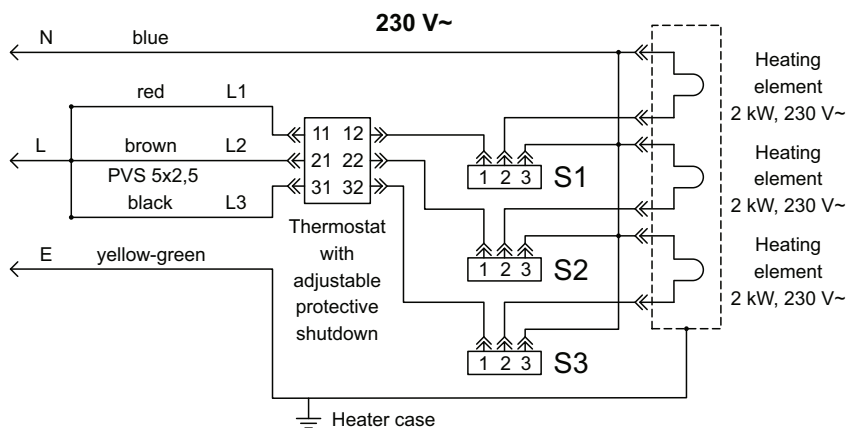 230 V~
N blue
red L1
L brown L2
PVS 5x2,5
black L3
E yellow-green
11 12
21 22
31 32
Thermostat
with
adjustable
protective
shutdown
1 2 3 S1
1 2 3 S2
1 2 3 S3
Heating
element
2 kW, 230 V~
Heating
element
2 kW, 230 V~
Heating
element
2 kW, 230 V~
Heater case